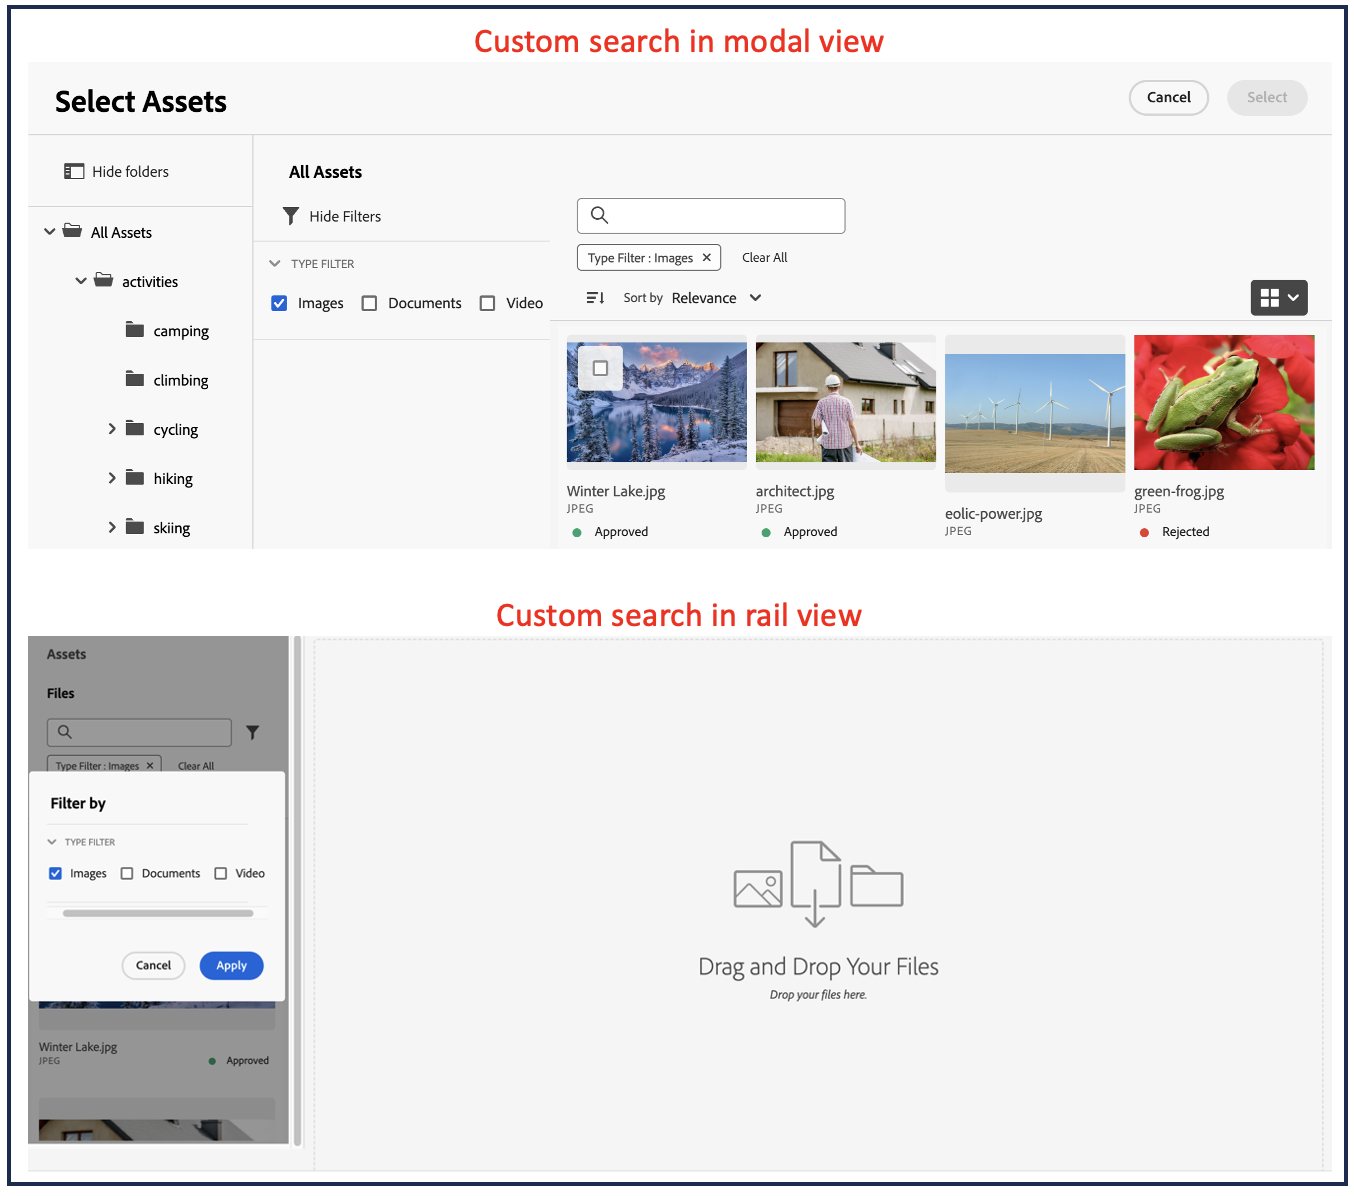 Custom search in modal view
Select Assets
Cancel
Select
Hide folders
All Assets
activities
camping
climbing
cycling
hiking
skiing
All Assets
Hide Filters
TYPE FILTER
Images Documents Video
Type Filter : Images ✕ Clear All
Sort by Relevance
Winter Lake.jpg
JPEG
Approved
architect.jpg
JPEG
Approved
eolic-power.jpg
JPEG
green-frog.jpg
JPEG
Rejected
Custom search in rail view
Assets
Files
Type Filter : Images ✕ Clear All
Filter by
TYPE FILTER
Images Documents Video
Cancel Apply
Winter Lake.jpg
JPEG
Approved
Drag and Drop Your Files
Drop your files here.